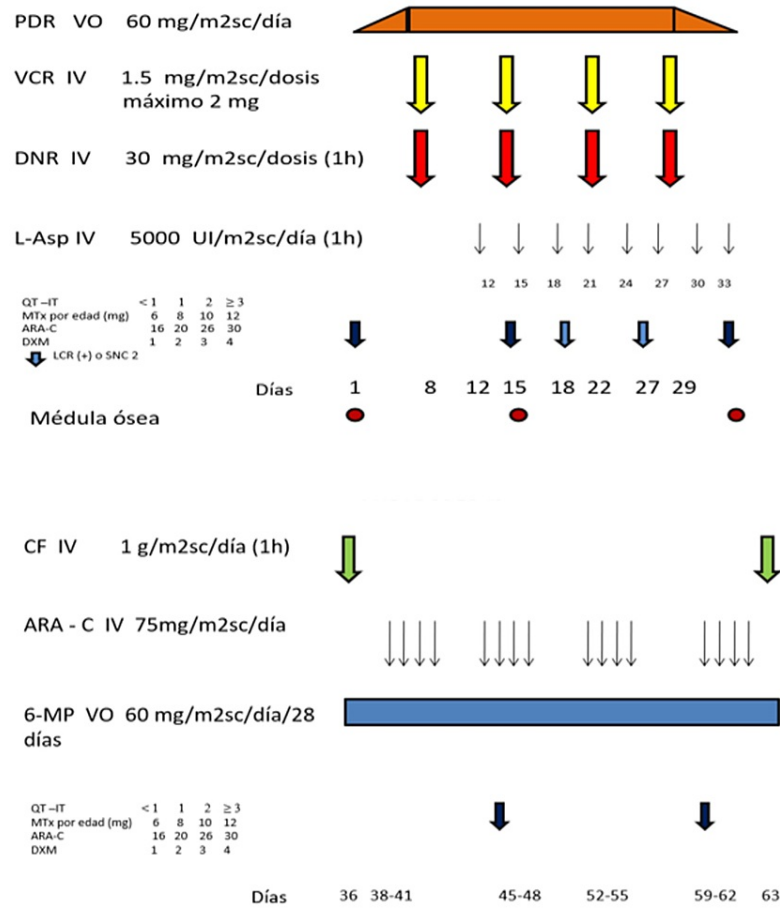 PDR VO 60 mg/m2sc/día
VCR IV 1.5 mg/m2sc/dosis
máximo 2 mg
DNR IV 30 mg/m2sc/dosis (1h)
L-Asp IV 5000 UI/m2sc/día (1h)
12 15 18 21 24 27 30 33
QT –IT < 1 1 2 ≥ 3
MTx por edad (mg) 6 8 10 12
ARA-C 16 20 26 30
DXM 1 2 3 4
LCR (+) o SNC 2
Días 1 8 12 15 18 22 27 29
Médula ósea
CF IV 1 g/m2sc/día (1h)
ARA - C IV 75mg/m2sc/día
6-MP VO 60 mg/m2sc/día/28
días
QT –IT < 1 1 2 ≥ 3
MTx por edad (mg) 6 8 10 12
ARA-C 16 20 26 30
DXM 1 2 3 4
Días 36 38-41 45-48 52-55 59-62 63